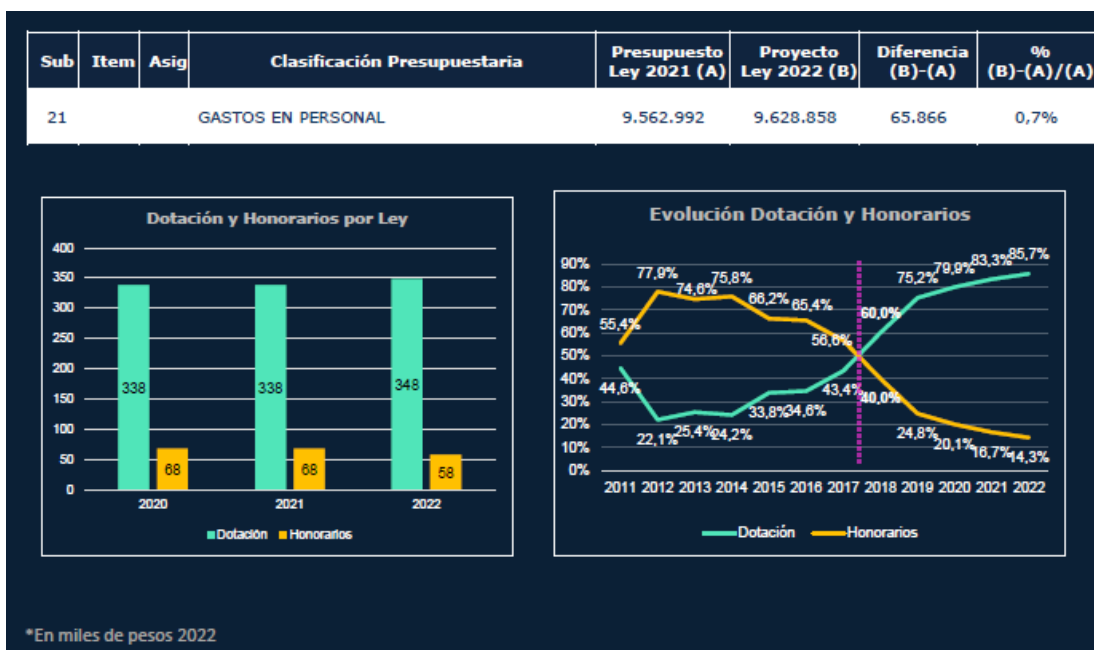 Sub Item Asig Clasificación Presupuestaria Presupuesto Ley 2021 (A) Proyecto Ley 2022 (B) Diferencia (B)-(A) % (B)-(A)/(A)
21 GASTOS EN PERSONAL 9.562.992 9.628.858 65.866 0,7%
Dotación y Honorarios por Ley
400
350
300
250
200
150
100
50
0
338 68 338 68 348 58
2020 2021 2022
Dotación Honorarios
Evolución Dotación y Honorarios
90%
80%
70%
60%
50%
40%
30%
20%
10%
0%
55,4% 77,9% 74,6% 75,8% 66,2% 65,4% 56,6% 60,0% 75,2% 79,9% 83,3% 85,7%
44,6% 22,1% 25,4% 24,2% 33,8% 34,6% 43,4% 40,0% 24,8% 20,1% 16,7% 14,3%
2011 2012 2013 2014 2015 2016 2017 2018 2019 2020 2021 2022
Dotación Honorarios
*En miles de pesos 2022